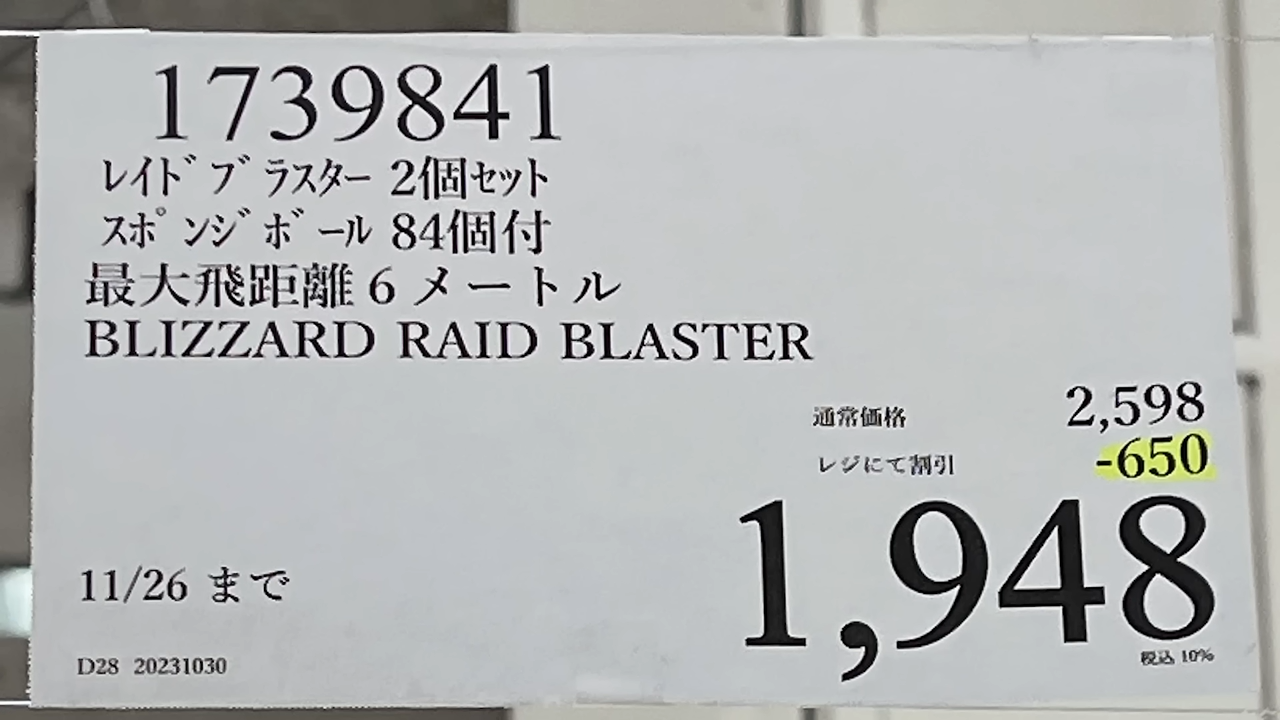 1739841
ﾚｲﾄﾞﾌﾞﾗｽﾀｰ 2個ｾｯﾄ
ｽﾎﾟﾝｼﾞﾎﾞｰﾙ 84個付
最大飛距離6メートル
BLIZZARD RAID BLASTER
通常価格 2,598
レジにて割引 -650
1,948
税込 10%
11/26 まで
D28 20231030